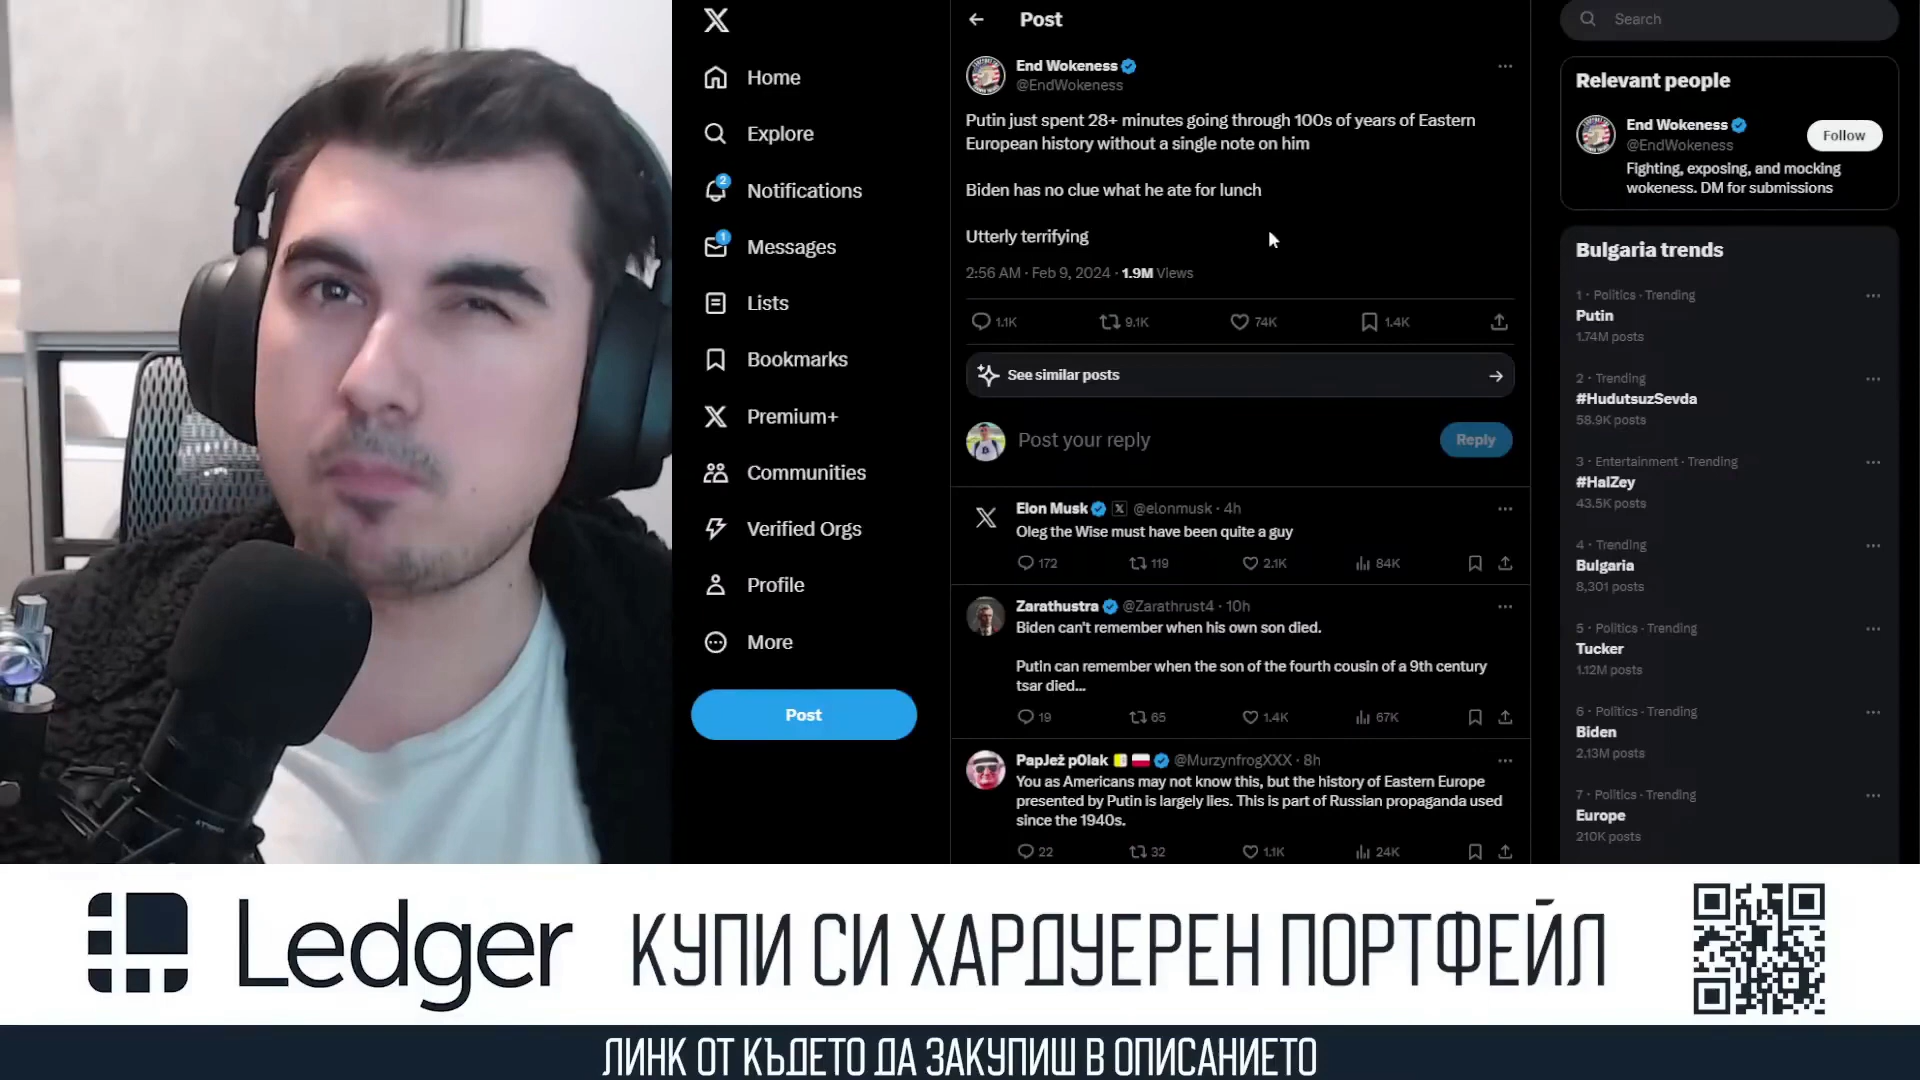 Home
Explore
2
Notifications
1
Messages
Lists
Bookmarks
Premium+
Communities
Verified Orgs
Profile
More
Post
Post
End Wokeness
@EndWokeness
Putin just spent 28+ minutes going through 100s of years of Eastern
European history without a single note on him
Biden has no clue what he ate for lunch
Utterly terrifying
2:56 AM · Feb 9, 2024 · 1.9M Views
1.1K 9.1K 74K 1.4K
See similar posts
Post your reply
Reply
Elon Musk @elonmusk · 4h
Oleg the Wise must have been quite a guy
172 119 2.1K 84K
Zarathustra @Zarathrust4 · 10h
Biden can't remember when his own son died.
Putin can remember when the son of the fourth cousin of a 9th century
tsar died...
19 65 1.4K 67K
PapJeż p0lak @MurzynfrogXXX · 8h
You as Americans may not know this, but the history of Eastern Europe
presented by Putin is largely lies. This is part of Russian propaganda used
since the 1940s.
22 32 1.1K 24K
Search
Relevant people
End Wokeness
@EndWokeness
Follow
Fighting, exposing, and mocking
wokeness. DM for submissions
Bulgaria trends
1 · Politics · Trending
Putin
1.74M posts
2 · Trending
#HudutsuzSevda
58.9K posts
3 · Entertainment · Trending
#HalZey
43.5K posts
4 · Trending
Bulgaria
8,301 posts
5 · Politics · Trending
Tucker
1.12M posts
6 · Politics · Trending
Biden
2.13M posts
7 · Politics · Trending
Europe
210K posts
Ledger
КУПИ СИ ХАРДУЕРЕН ПОРТФЕЙЛ
ЛИНК ОТ КЪДЕТО ДА ЗАКУПИШ В ОПИСАНИЕТО